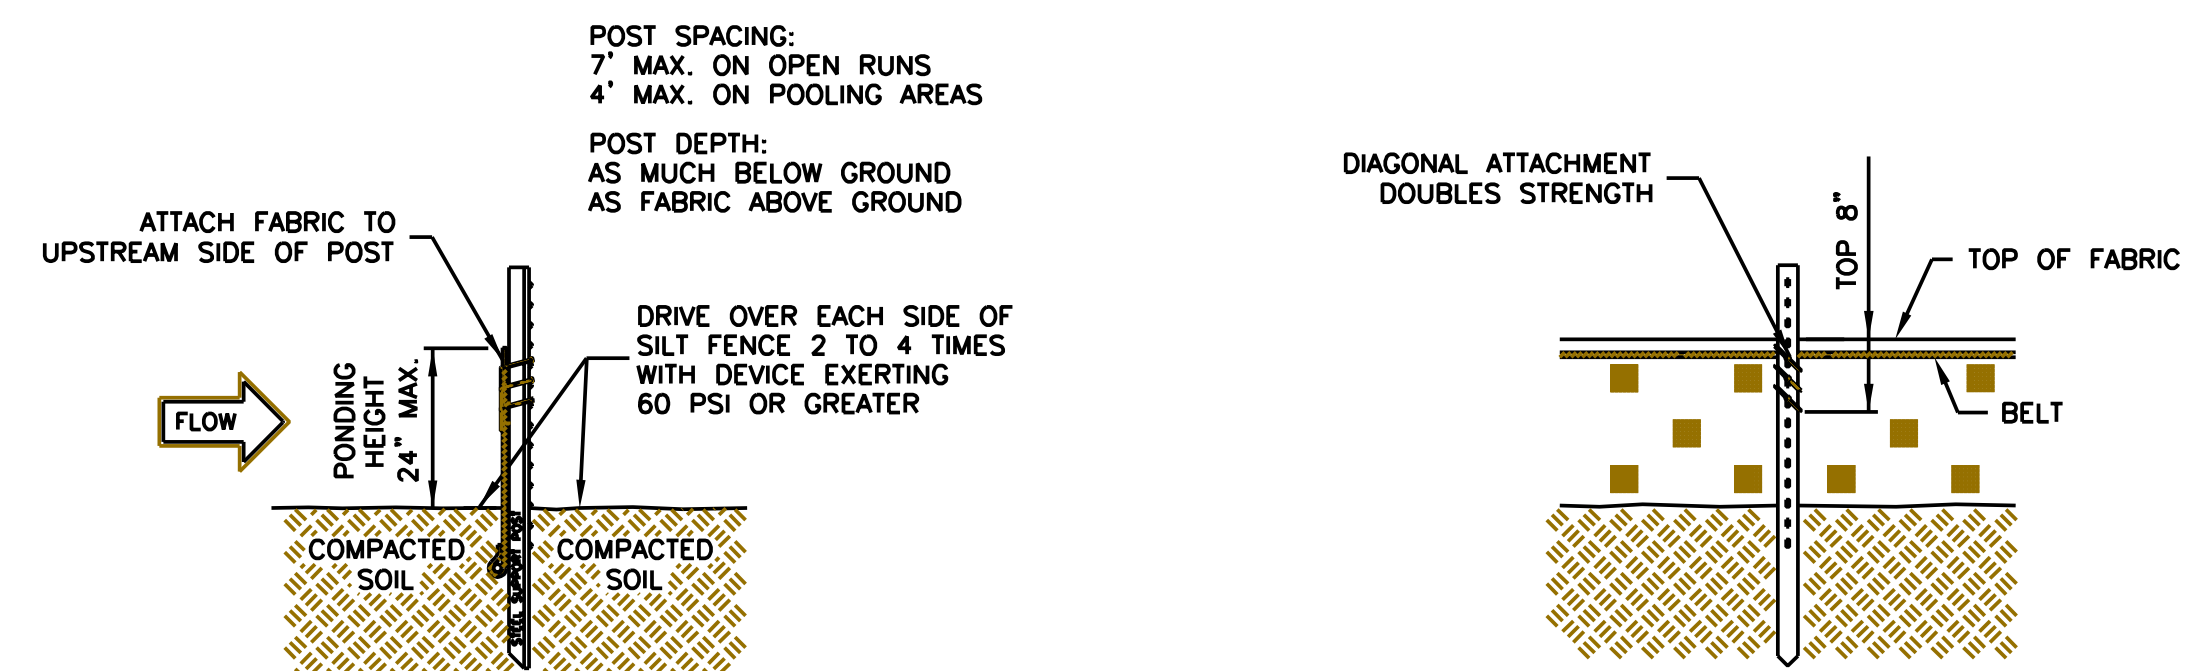 POST SPACING:
7' MAX. ON OPEN RUNS
4' MAX. ON POOLING AREAS
POST DEPTH:
AS MUCH BELOW GROUND
AS FABRIC ABOVE GROUND
ATTACH FABRIC TO
UPSTREAM SIDE OF POST
DRIVE OVER EACH SIDE OF
SILT FENCE 2 TO 4 TIMES
WITH DEVICE EXERTING
60 PSI OR GREATER
FLOW
PONDING
HEIGHT
24" MAX.
COMPACTED
SOIL
STEEL SUPPORT POST
COMPACTED
SOIL
DIAGONAL ATTACHMENT
DOUBLES STRENGTH
TOP 8"
TOP OF FABRIC
BELT